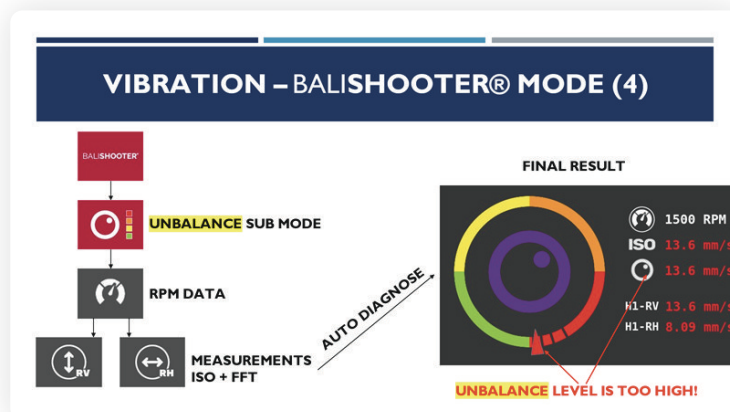 VIBRATION – BALISHOOTER® MODE (4)
BALISHOOTER®
UNBALANCE SUB MODE
RPM DATA
RV
RH
MEASUREMENTS
ISO + FFT
AUTO DIAGNOSE
FINAL RESULT
1500 RPM
ISO 13.6 mm/s
13.6 mm/s
H1-RV 13.6 mm/s
H1-RH 8.09 mm/s
UNBALANCE LEVEL IS TOO HIGH!